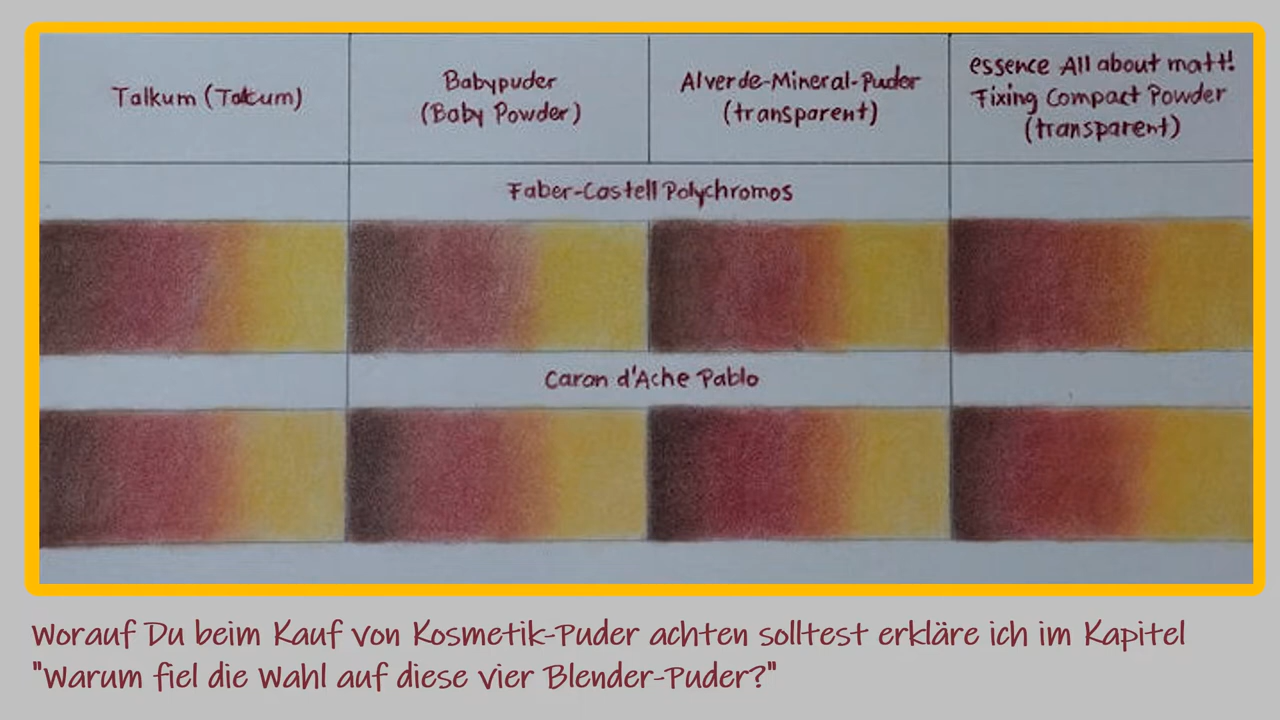 Talkum (Talcum)
Babypuder
(Baby Powder)
Alverde-Mineral-Puder
(transparent)
essence All about matt!
Fixing Compact Powder
(transparent)
Faber-Castell Polychromos
Caran d'Ache Pablo
Worauf Du beim Kauf von Kosmetik-Puder achten solltest erkläre ich im Kapitel
"Warum fiel die Wahl auf diese vier Blender-Puder?"